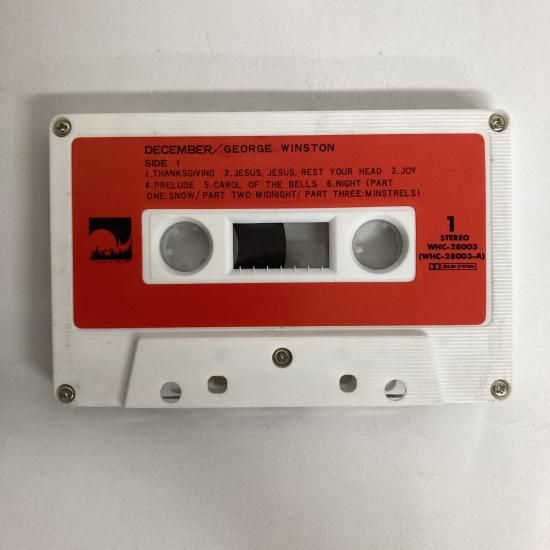 DECEMBER/GEORGE WINSTON
SIDE 1
1.THANKSGIVING 2.JESUS, JESUS, REST YOUR HEAD 3.JOY
4.PRELUDE 5.CAROL OF THE BELLS 6.NIGHT (PART
ONE.SNOW/PART TWO:MIDNIGHT/PART THREE:MINSTRELS)
1
STEREO
WHC-28003
(WHC-28003-A)
DOLBY SYSTEM